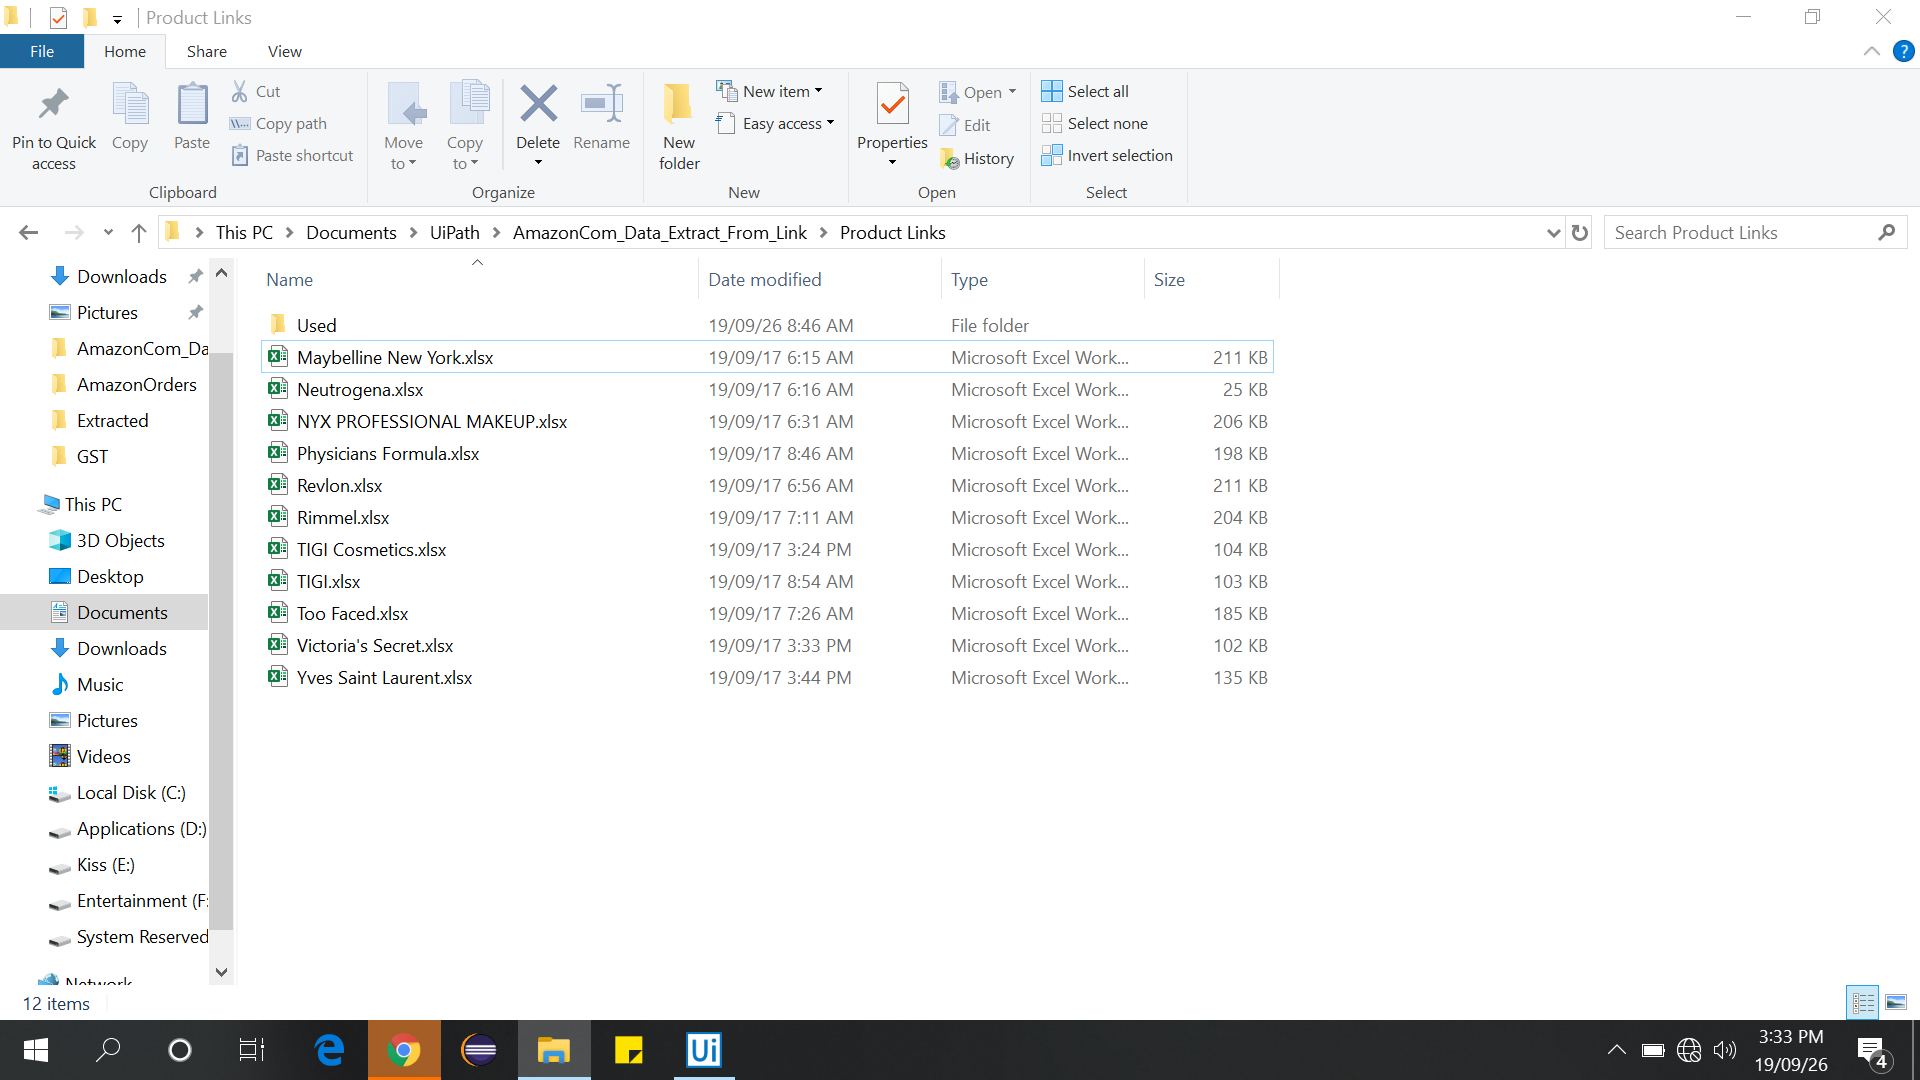 Product Links
File Home Share View
?
Pin to Quick access
Copy
Paste
Cut
Copy path
Paste shortcut
Clipboard
Move to
Copy to
Delete
Rename
Organize
New folder
New item
Easy access
New
Properties
Open
Edit
History
Open
Select all
Select none
Invert selection
Select
This PC Documents UiPath AmazonCom_Data_Extract_From_Link Product Links
Search Product Links
Downloads
Pictures
AmazonCom_Da
AmazonOrders
Extracted
GST
This PC
3D Objects
Desktop
Documents
Downloads
Music
Pictures
Videos
Local Disk (C:)
Applications (D:)
Kiss (E:)
Entertainment (F:
System Reserved
Network
Name Date modified Type Size
Used 19/09/26 8:46 AM File folder
Maybelline New York.xlsx 19/09/17 6:15 AM Microsoft Excel Work... 211 KB
Neutrogena.xlsx 19/09/17 6:16 AM Microsoft Excel Work... 25 KB
NYX PROFESSIONAL MAKEUP.xlsx 19/09/17 6:31 AM Microsoft Excel Work... 206 KB
Physicians Formula.xlsx 19/09/17 8:46 AM Microsoft Excel Work... 198 KB
Revlon.xlsx 19/09/17 6:56 AM Microsoft Excel Work... 211 KB
Rimmel.xlsx 19/09/17 7:11 AM Microsoft Excel Work... 204 KB
TIGI Cosmetics.xlsx 19/09/17 3:24 PM Microsoft Excel Work... 104 KB
TIGI.xlsx 19/09/17 8:54 AM Microsoft Excel Work... 103 KB
Too Faced.xlsx 19/09/17 7:26 AM Microsoft Excel Work... 185 KB
Victoria's Secret.xlsx 19/09/17 3:33 PM Microsoft Excel Work... 102 KB
Yves Saint Laurent.xlsx 19/09/17 3:44 PM Microsoft Excel Work... 135 KB
12 items
Ui
3:33 PM
19/09/26
4